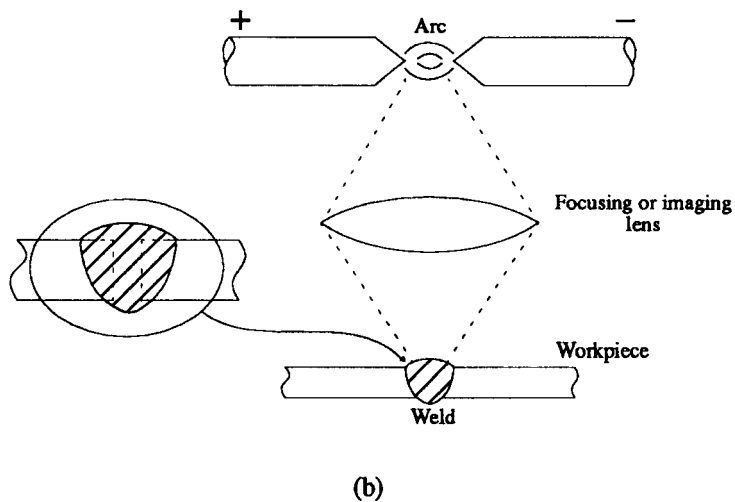 +
Arc
−
Focusing or imaging
lens
Workpiece
Weld
(b)